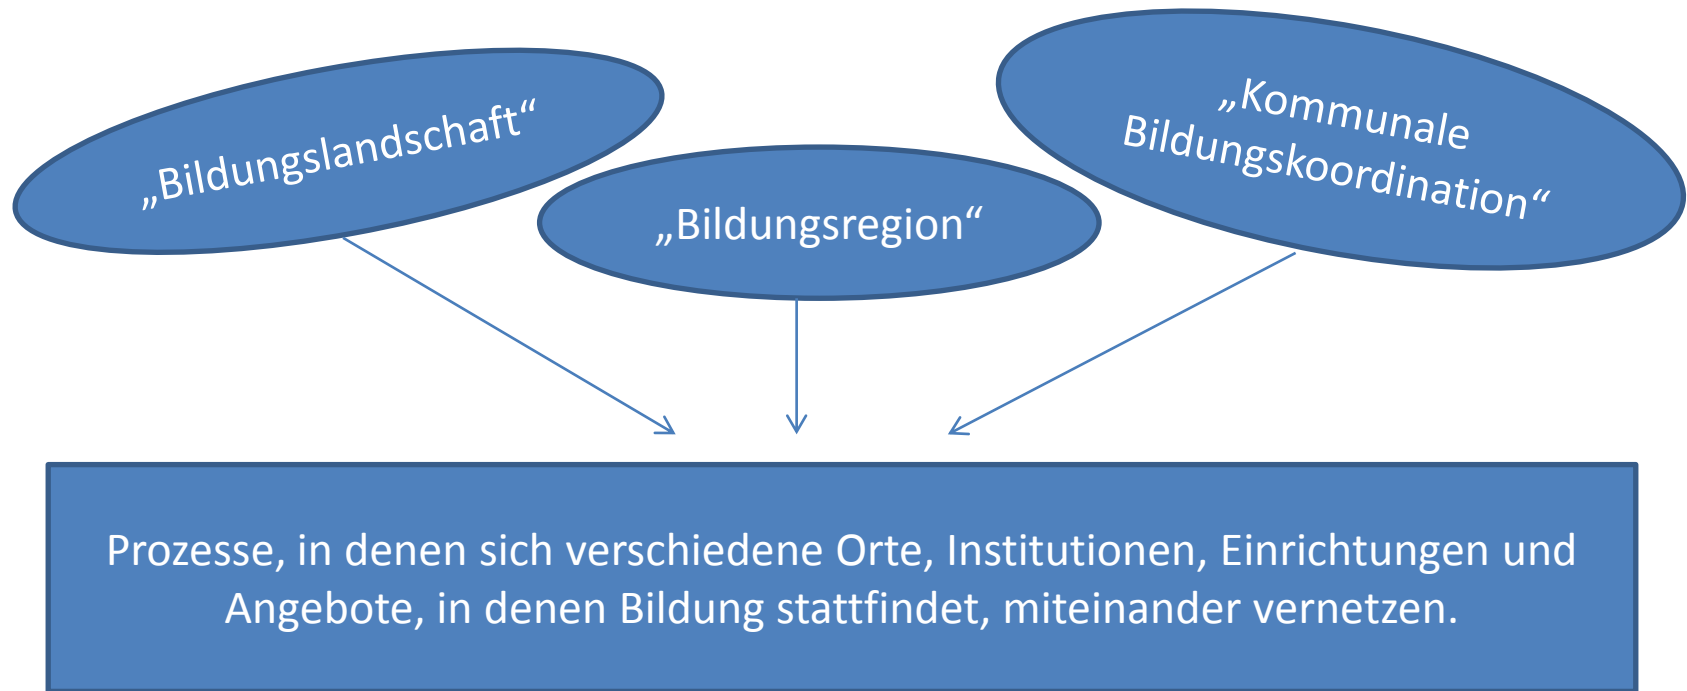 „Bildungslandschaft“
„Bildungsregion“
„Kommunale
Bildungskoordination“
Prozesse, in denen sich verschiedene Orte, Institutionen, Einrichtungen und
Angebote, in denen Bildung stattfindet, miteinander vernetzen.